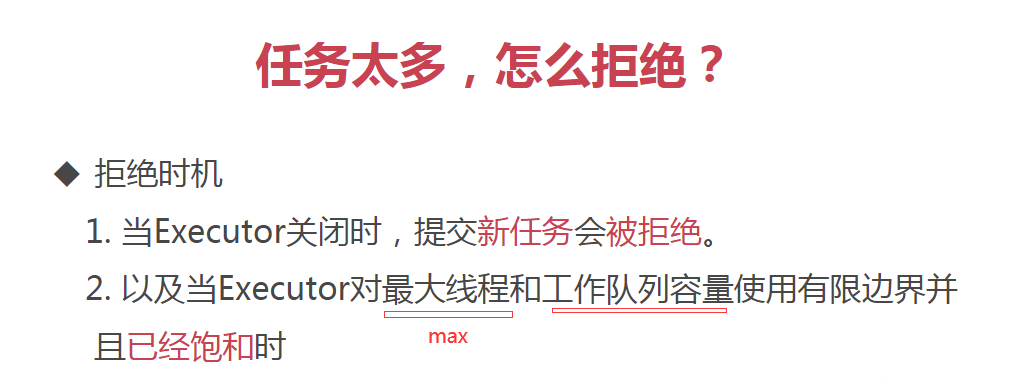 任务太多，怎么拒绝？
◆ 拒绝时机
1. 当Executor关闭时，提交新任务会被拒绝。
2. 以及当Executor对最大线程和工作队列容量使用有限边界并
max
且已经饱和时